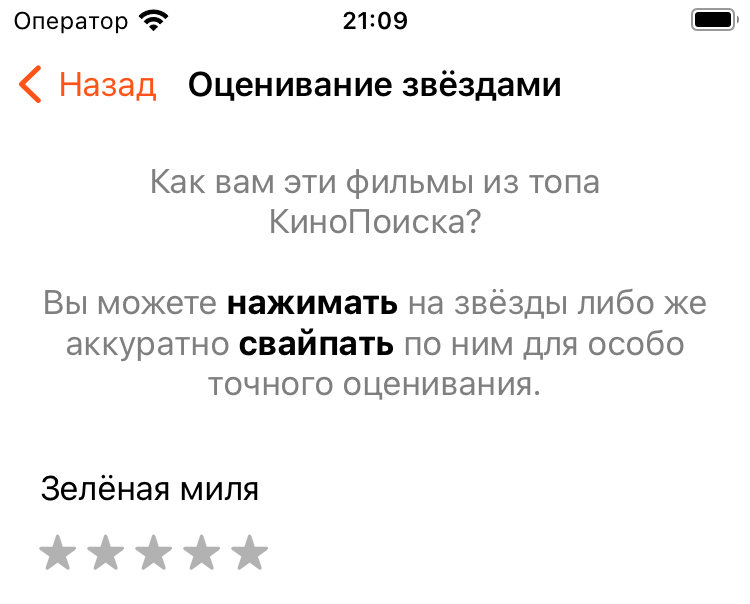 Оператор 21:09
Назад Оценивание звёздами
Как вам эти фильмы из топа
КиноПоиска?
Вы можете нажимать на звёзды либо же
аккуратно свайпать по ним для особо
точного оценивания.
Зелёная миля